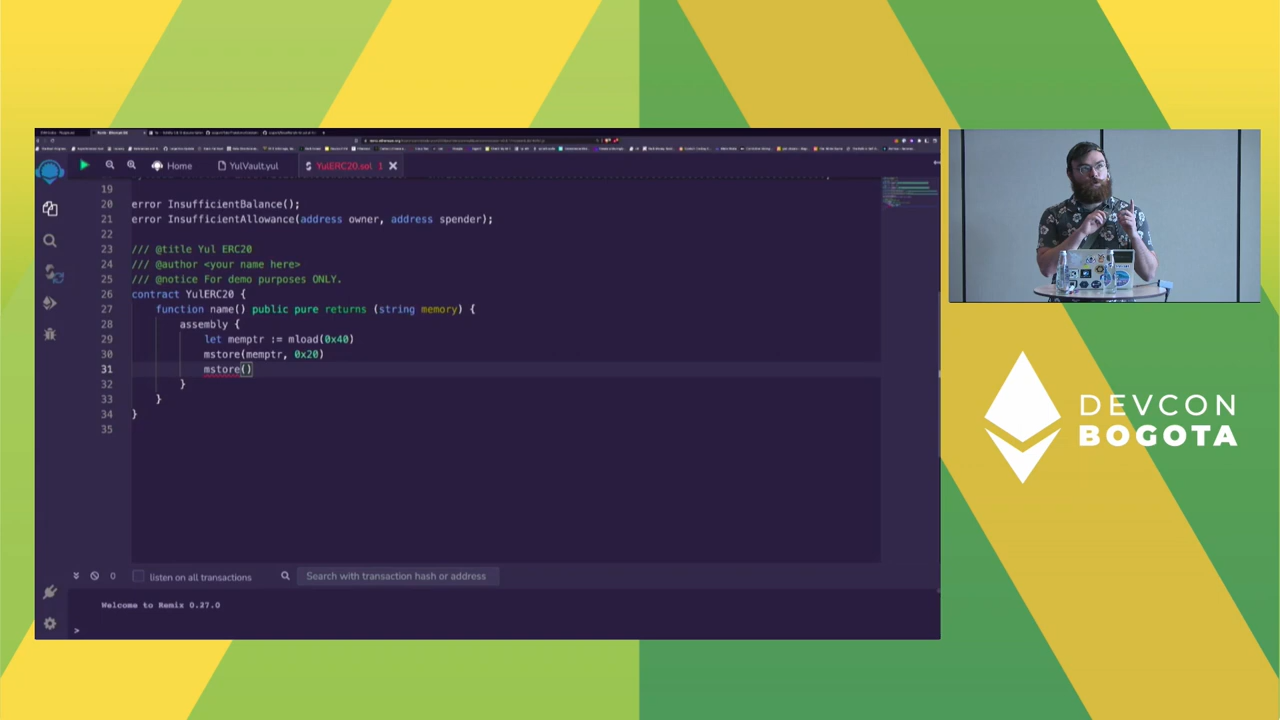 Home
YulVault.yul
YulERC20.sol 1
19
20 error InsufficientBalance();
21 error InsufficientAllowance(address owner, address spender);
22
23 /// @title Yul ERC20
24 /// @author <your name here>
25 /// @notice For demo purposes ONLY.
26 contract YulERC20 {
27 function name() public pure returns (string memory) {
28 assembly {
29 let memptr := mload(0x40)
30 mstore(memptr, 0x20)
31 mstore()
32 }
33 }
34 }
35
0
listen on all transactions
Search with transaction hash or address
Welcome to Remix 0.27.0
>
DEVCON
BOGOTA